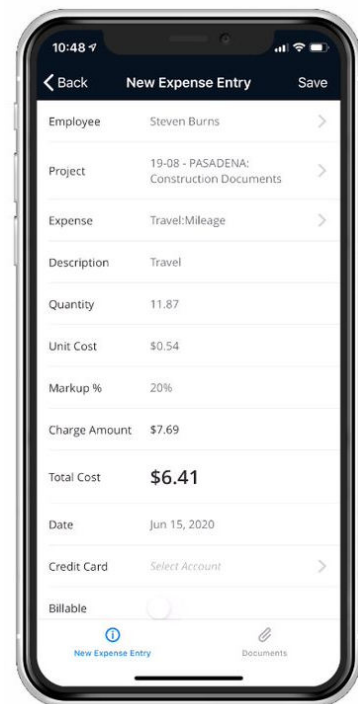 10:48
Back New Expense Entry Save
Employee Steven Burns
Project 19-08 - PASADENA:
Construction Documents
Expense Travel:Mileage
Description Travel
Quantity 11.87
Unit Cost $0.54
Markup % 20%
Charge Amount $7.69
Total Cost $6.41
Date Jun 15, 2020
Credit Card Select Account
Billable
New Expense Entry Documents